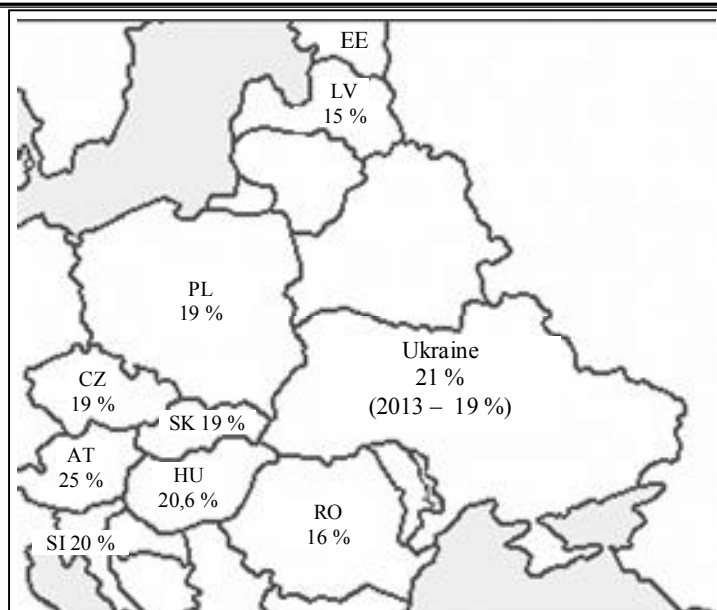 EE
LV
15 %
PL
19 %
Ukraine
21 %
(2013 – 19 %)
CZ
19 %
SK 19 %
AT
25 %
HU
20,6 %
RO
16 %
SI 20 %